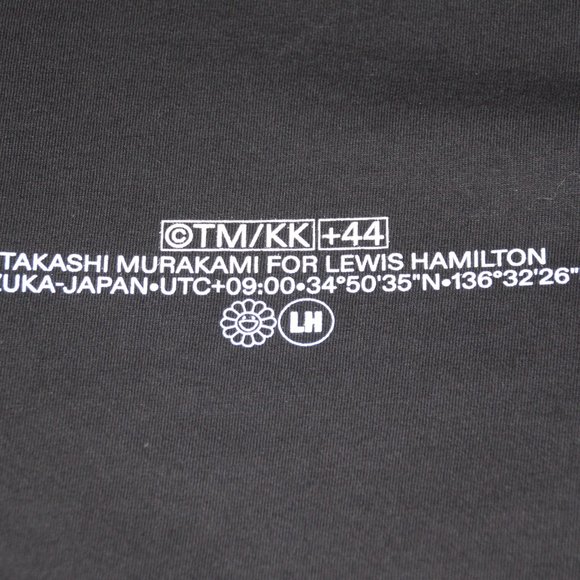 ©TM/KK +44
TAKASHI MURAKAMI FOR LEWIS HAMILTON
ZUKA-JAPAN•UTC+09:00•34°50'35"N•136°32'26"
LH